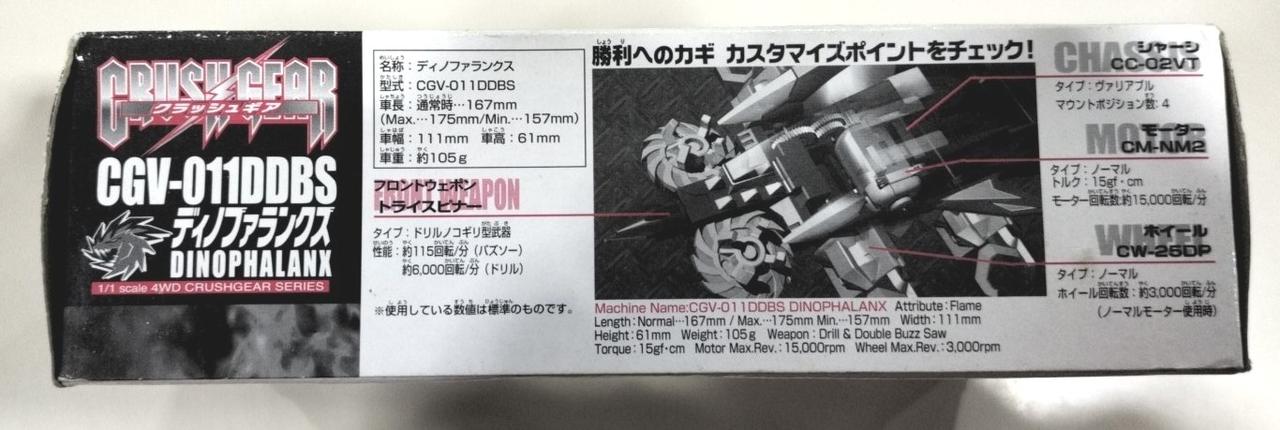 CRUSH GEAR
クラッシュギア
CGV-011DDBS
ディノファランクス
DINOPHALANX
1/1 scale 4WD CRUSHGEAR SERIES
名称：ディノファランクス
型式：CGV-011DDBS
車長：通常時…167mm
(Max.…175mm/Min.…157mm)
車幅：111mm 車高：61mm
車重：約105g
FRONT WEAPON
フロントウェポン
トライスピナー
タイプ：ドリルノコギリ型武器
性能：約115回転/分（バズソー）
約6,000回転/分（ドリル）
※使用している数値は標準のものです。
勝利へのカギ カスタマイズポイントをチェック！
シャーシ
CC-02VT
タイプ：ヴァリアブル
マウントポジション数：4
MOTOR
モーター
CM-NM2
タイプ：ノーマル
トルク：15gf・cm
モーター回転数:約15,000回転/分
ホイール
CW-25DP
タイプ：ノーマル
ホイール回転数：約3,000回転/分
（ノーマルモーター使用時）
Machine Name:CGV-011DDBS DINOPHALANX Attribute:Flame
Length:Normal…167mm / Max.…175mm Min.…157mm Width:111mm
Height:61mm Weight:105g Weapon:Drill & Double Buzz Saw
Torque:15gf・cm Motor Max.Rev.:15,000rpm Wheel Max.Rev.:3,000rpm